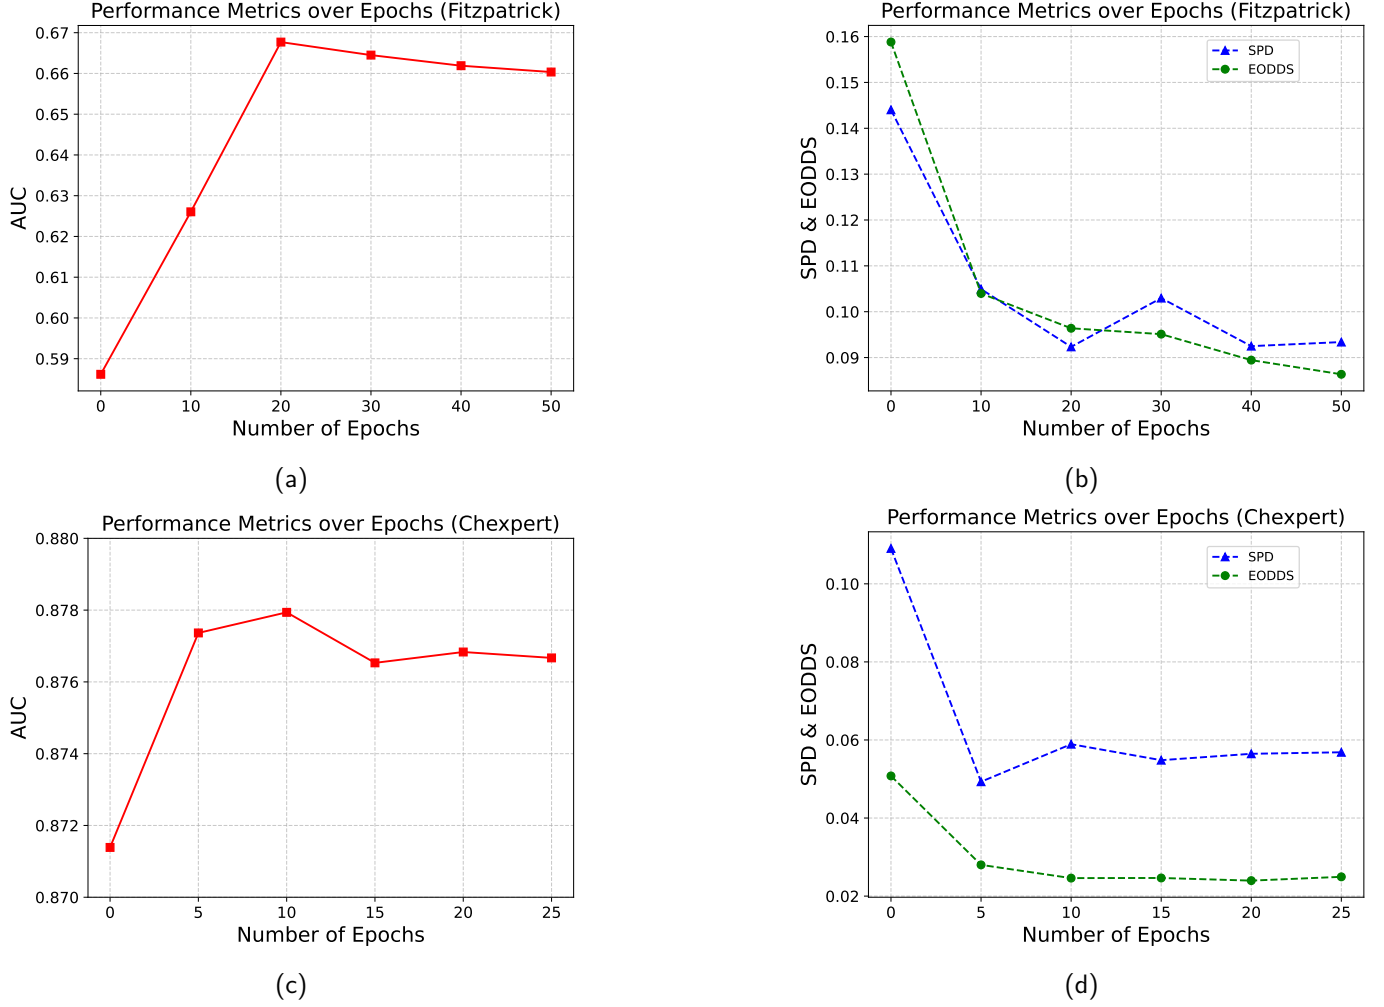 Performance Metrics over Epochs (Fitzpatrick)
0.67
0.66
0.65
0.64
0.63
0.62
0.61
0.60
0.59
AUC
0 10 20 30 40 50
Number of Epochs
(a)
Performance Metrics over Epochs (Fitzpatrick)
SPD
EODDS
0.16
0.15
0.14
0.13
0.12
0.11
0.10
0.09
SPD & EODDS
0 10 20 30 40 50
Number of Epochs
(b)
Performance Metrics over Epochs (Chexpert)
0.880
0.878
0.876
0.874
0.872
0.870
AUC
0 5 10 15 20 25
Number of Epochs
(c)
Performance Metrics over Epochs (Chexpert)
SPD
EODDS
0.10
0.08
0.06
0.04
0.02
SPD & EODDS
0 5 10 15 20 25
Number of Epochs
(d)